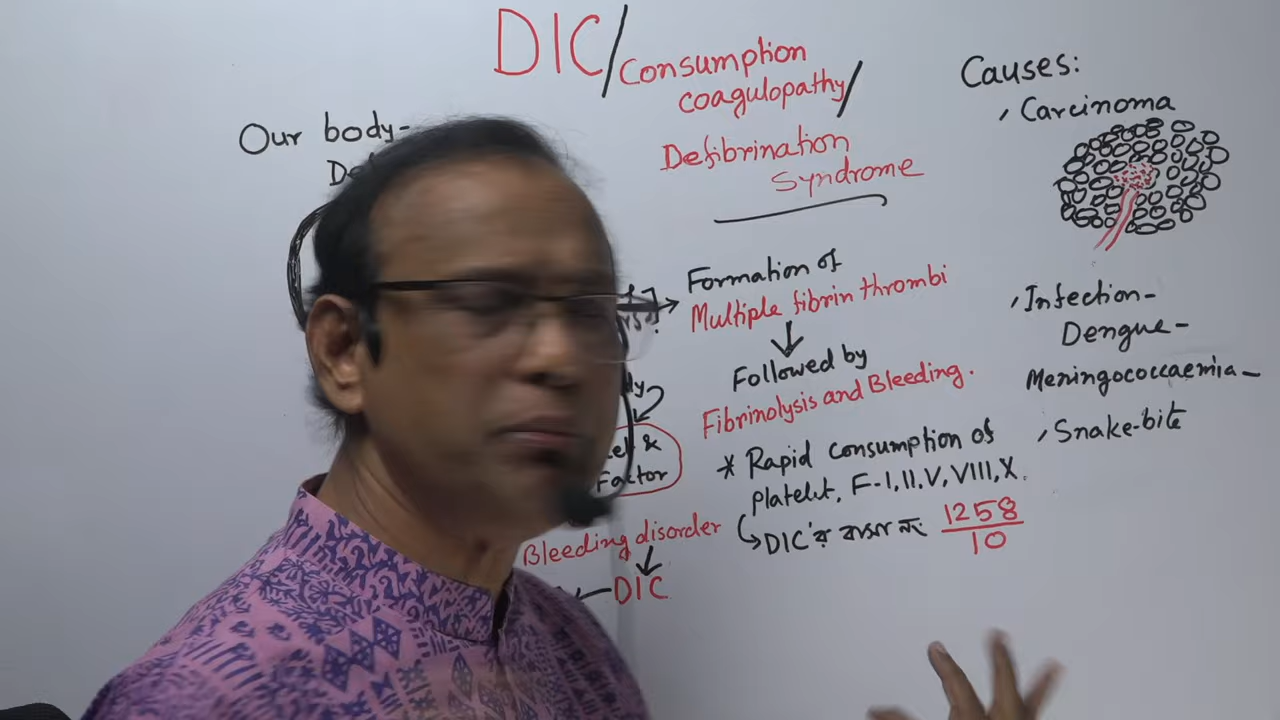 DIC/
Consumption
coagulopathy/
Defibrination
Syndrome
Our body-
Formation of
Multiple fibrin thrombi
Followed by
Fibrinolysis and Bleeding.
* Rapid consumption of
platelet, F-I,II,V,VIII,X.
DIC'র বাসার নং 1258
10
&
Factor
Bleeding disorder
DIC
Causes:
Carcinoma
Infection-
Dengue-
Meningococcaemia-
Snake-bite